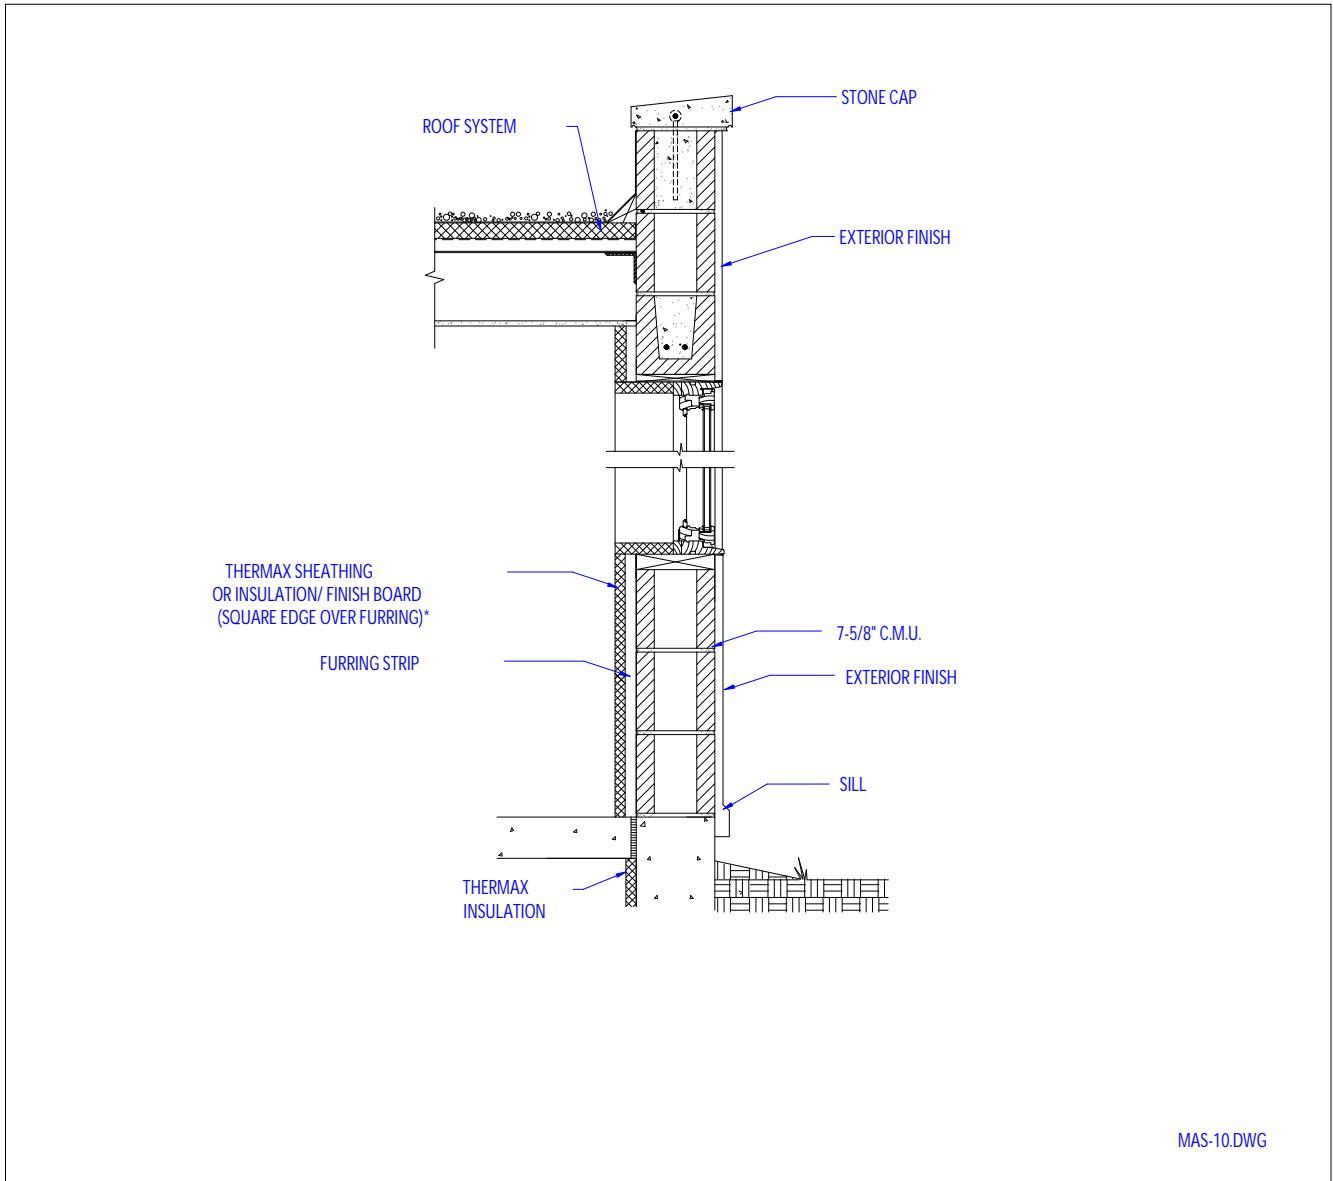 STONE CAP
ROOF SYSTEM
EXTERIOR FINISH
THERMAX SHEATHING
OR INSULATION/ FINISH BOARD
(SQUARE EDGE OVER FURRING)*
7-5/8" C.M.U.
FURRING STRIP
EXTERIOR FINISH
SILL
THERMAX
INSULATION
MAS-10.DWG